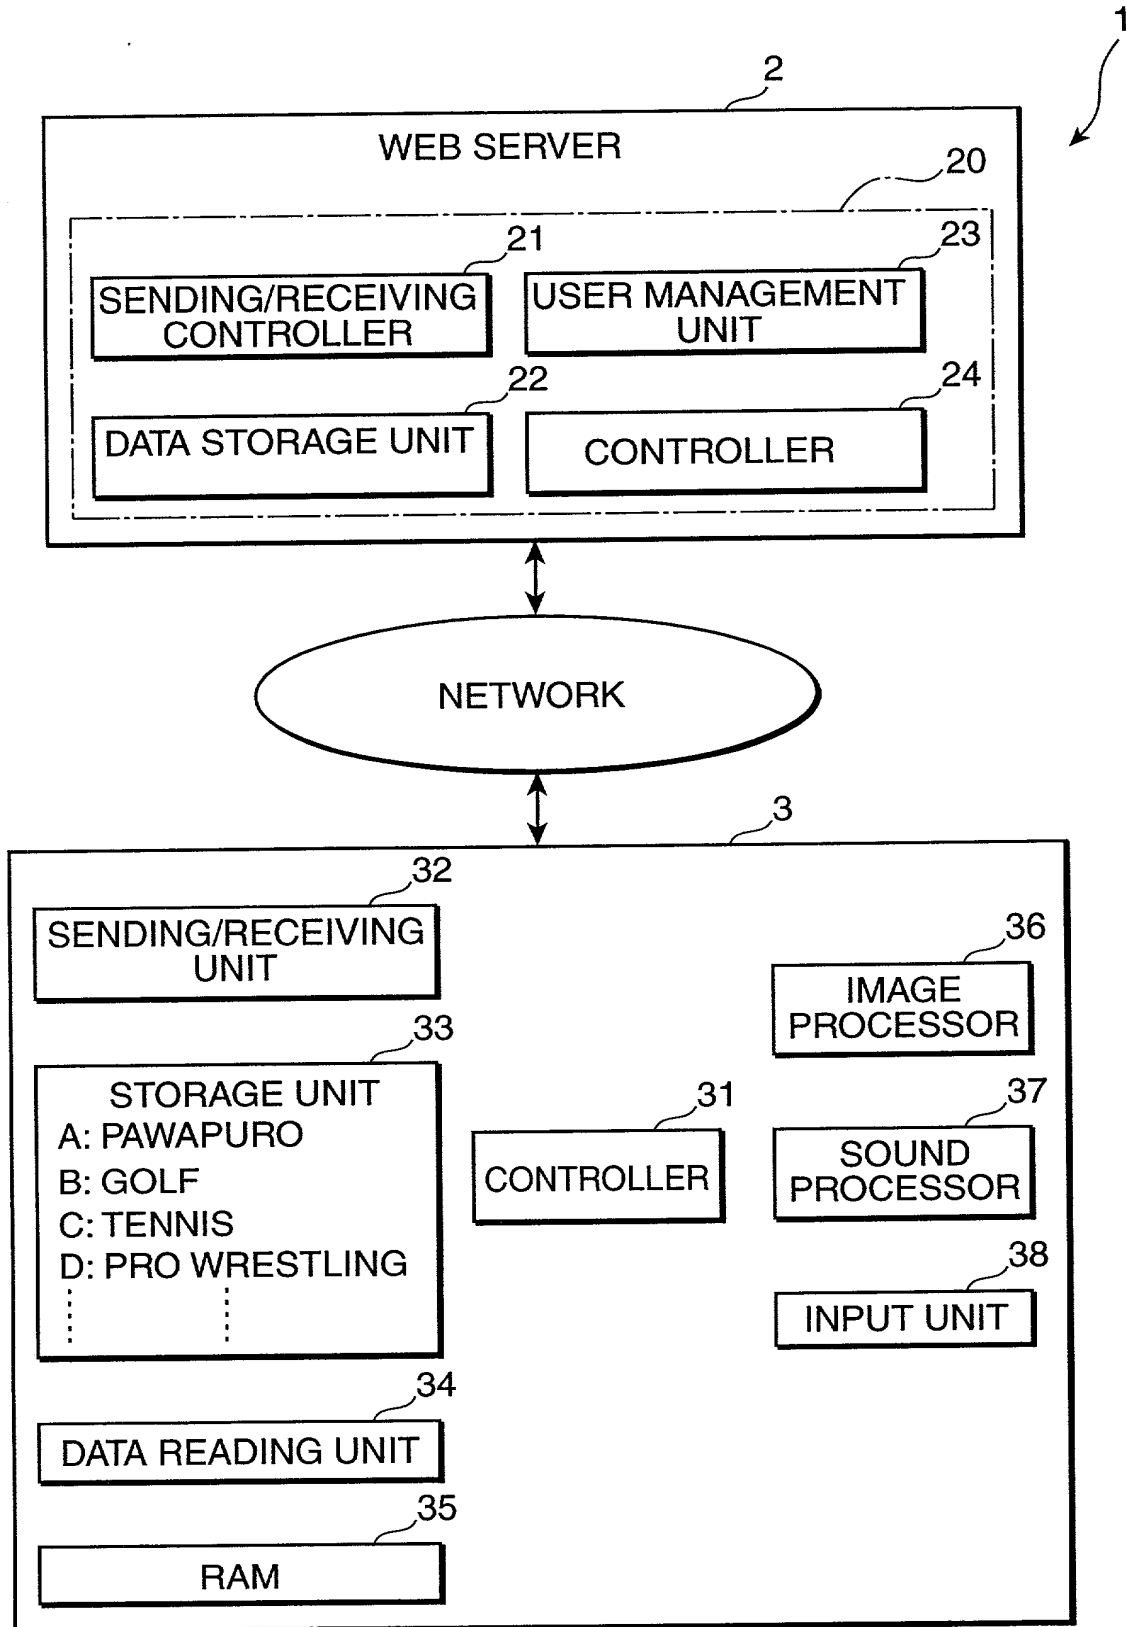 1
2
WEB SERVER
20
21
SENDING/RECEIVING
CONTROLLER
23
USER MANAGEMENT
UNIT
22
DATA STORAGE UNIT
24
CONTROLLER
NETWORK
3
32
SENDING/RECEIVING
UNIT
33
STORAGE UNIT
A: PAWAPURO
B: GOLF
C: TENNIS
D: PRO WRESTLING
34
DATA READING UNIT
35
RAM
31
CONTROLLER
36
IMAGE
PROCESSOR
37
SOUND
PROCESSOR
38
INPUT UNIT